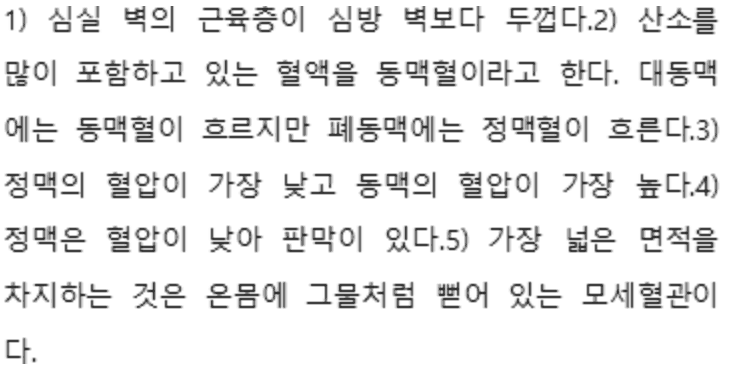 1) 심실 벽의 근육층이 심방 벽보다 두껍다.2) 산소를
많이 포함하고 있는 혈액을 동맥혈이라고 한다. 대동맥
에는 동맥혈이 흐르지만 폐동맥에는 정맥혈이 흐른다.3)
정맥의 혈압이 가장 낮고 동맥의 혈압이 가장 높다.4)
정맥은 혈압이 낮아 판막이 있다.5) 가장 넓은 면적을
차지하는 것은 온몸에 그물처럼 뻗어 있는 모세혈관이
다.